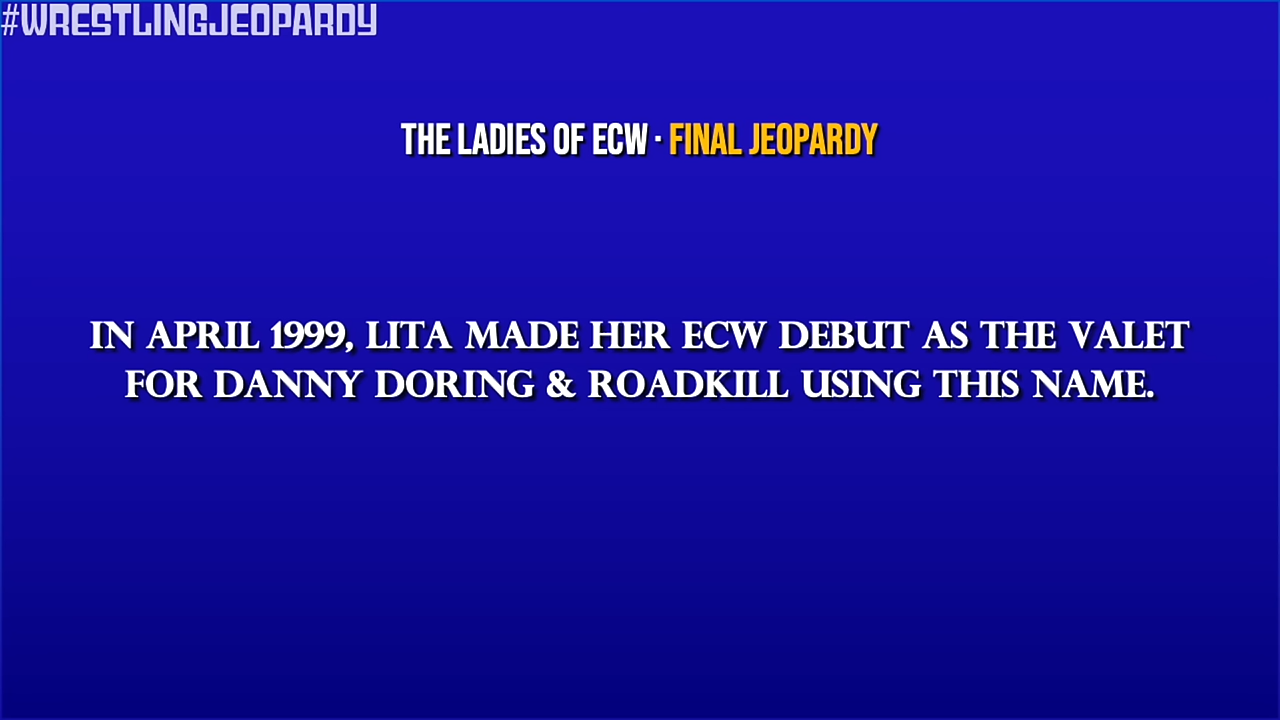 #WRESTLINGJEOPARDY
THE LADIES OF ECW · FINAL JEOPARDY
IN APRIL 1999, LITA MADE HER ECW DEBUT AS THE VALET
FOR DANNY DORING & ROADKILL USING THIS NAME.